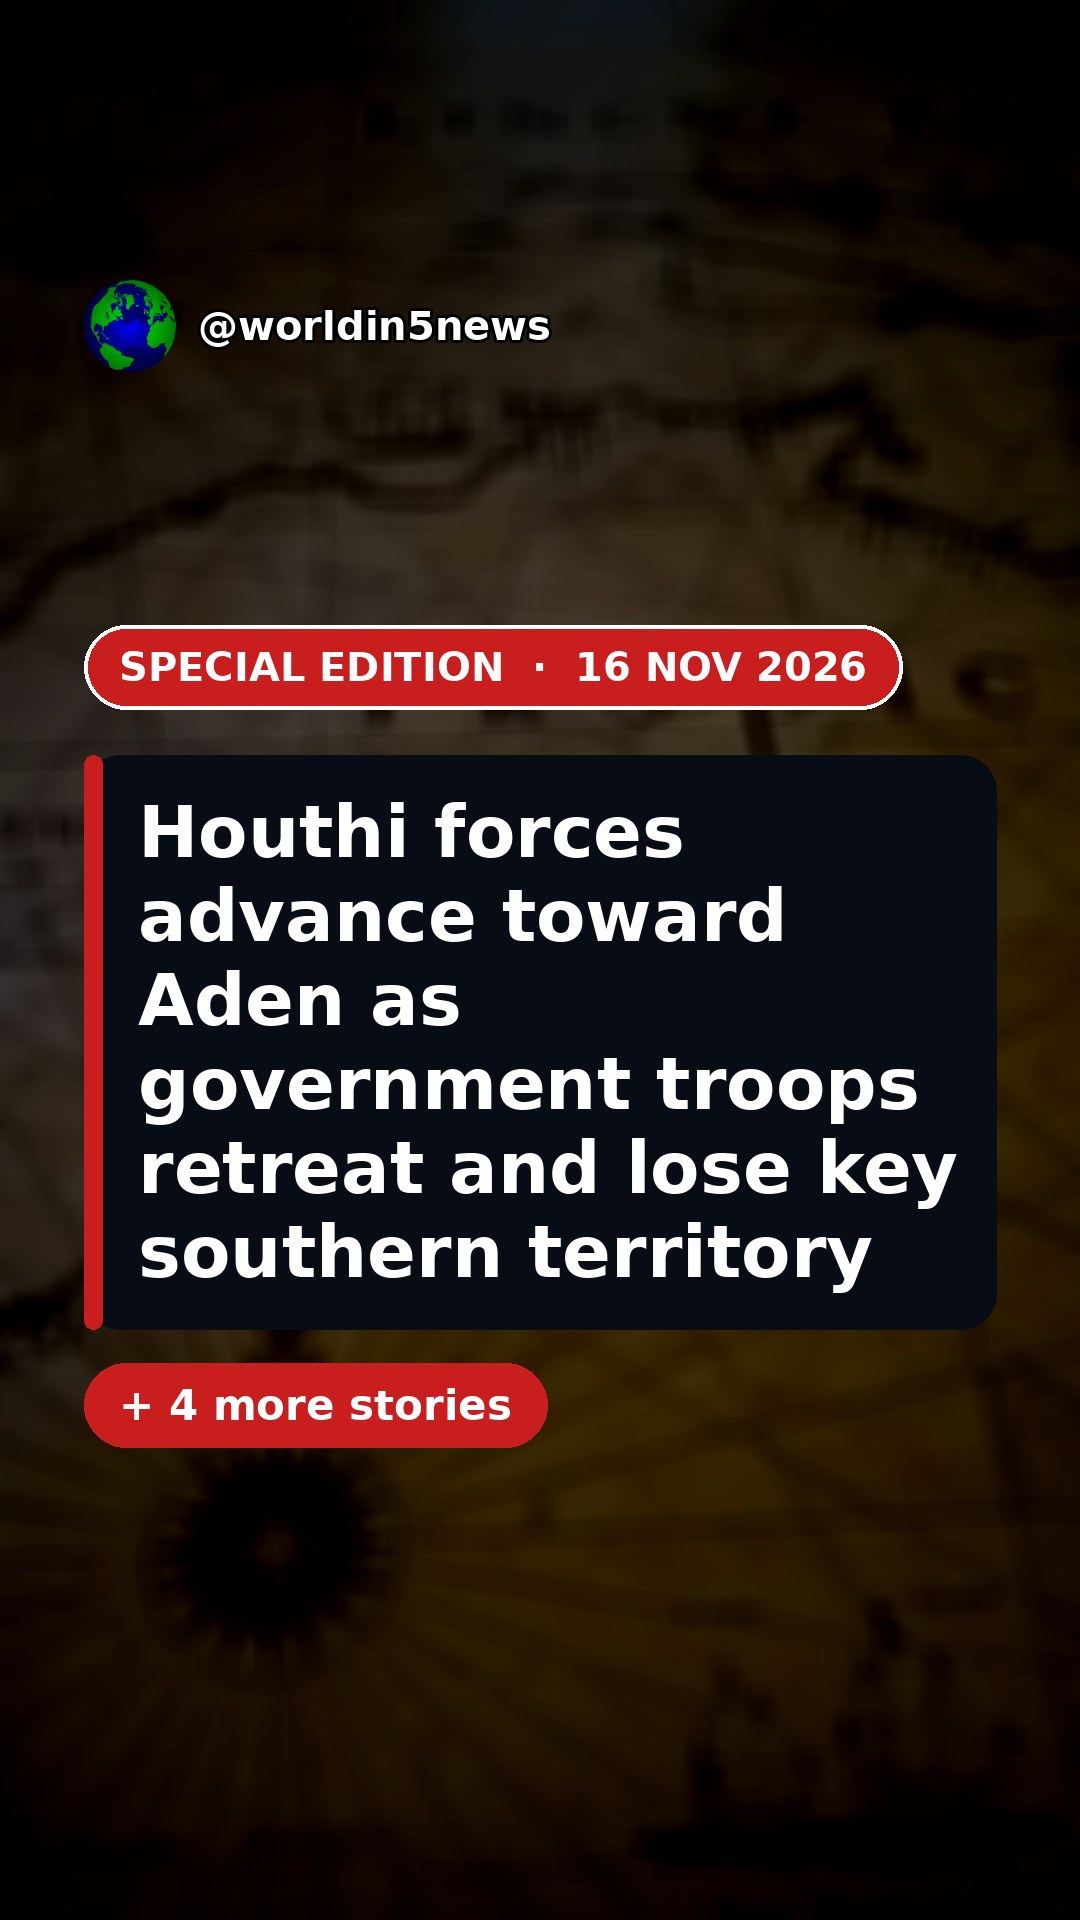 @worldin5news
SPECIAL EDITION · 16 NOV 2026
Houthi forces
advance toward
Aden as
government troops
retreat and lose key
southern territory
+ 4 more stories